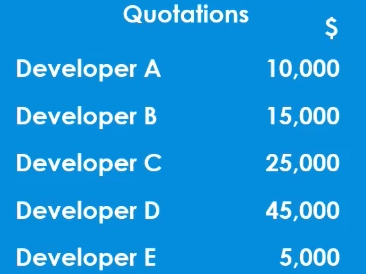 Quotations
$
Developer A 10,000
Developer B 15,000
Developer C 25,000
Developer D 45,000
Developer E 5,000